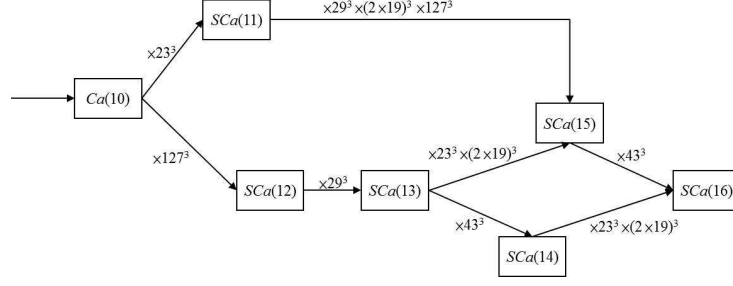 SCa(11)
×29³×(2×19)³×127³
×23³
Ca(10)
SCa(15)
×127³
×23³×(2×19)³
×43³
SCa(12)
×29³
SCa(13)
SCa(16)
×43³
×23³×(2×19)³
SCa(14)